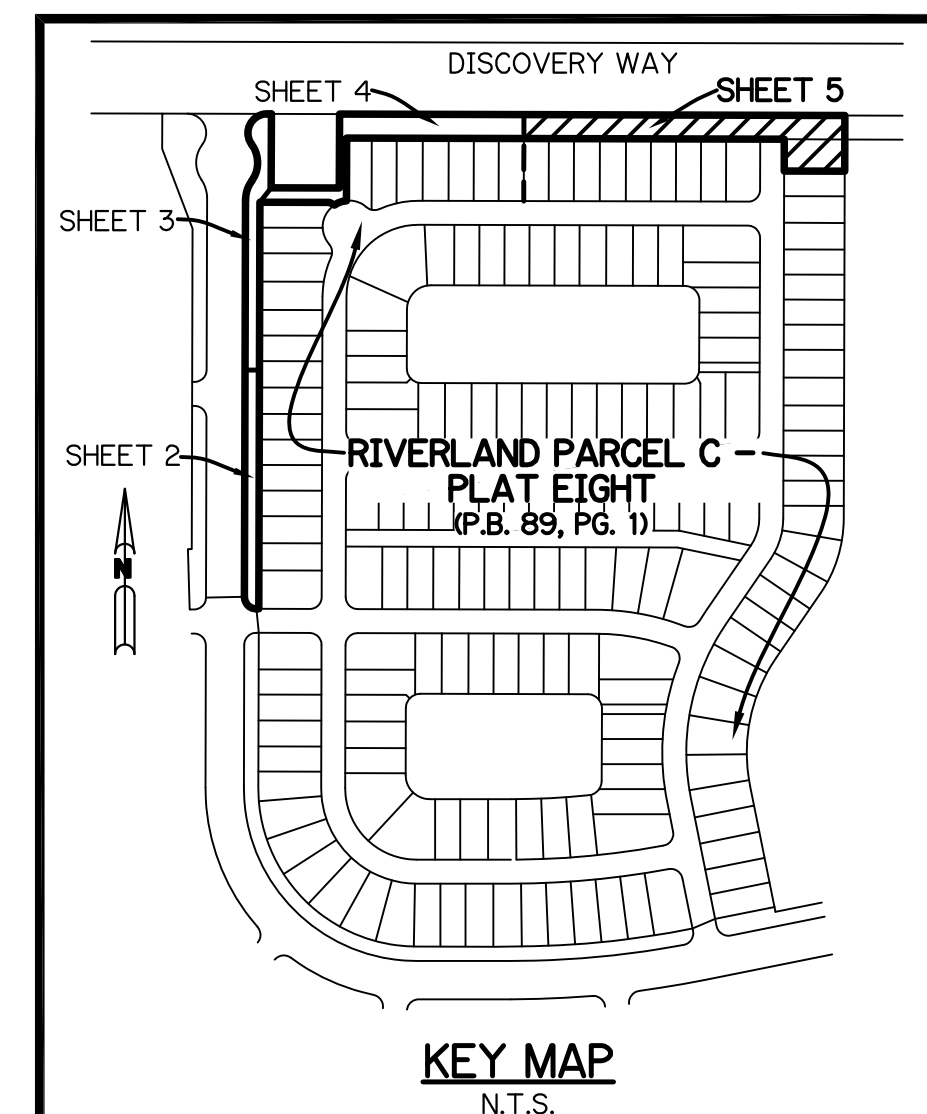 DISCOVERY WAY
SHEET 4
SHEET 5
SHEET 3
SHEET 2
RIVERLAND PARCEL C -
PLAT EIGHT
(P.B. 89, PG. 1)
N
KEY MAP
N.T.S.